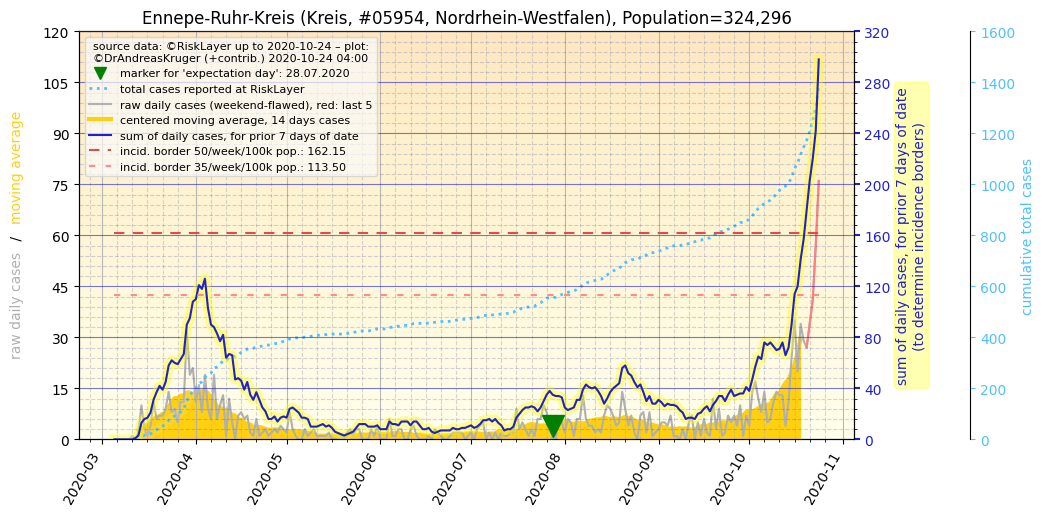 Ennepe-Ruhr-Kreis (Kreis, #05954, Nordrhein-Westfalen), Population=324,296
source data: ©RiskLayer up to 2020-10-24 – plot:
©DrAndreasKruger (+contrib.) 2020-10-24 04:00
marker for 'expectation day': 28.07.2020
total cases reported at RiskLayer
raw daily cases (weekend-flawed), red: last 5
centered moving average, 14 days cases
sum of daily cases, for prior 7 days of date
incid. border 50/week/100k pop.: 162.15
incid. border 35/week/100k pop.: 113.50
raw daily cases / moving average
120
105
90
75
60
45
30
15
0
320
280
240
200
160
120
80
40
0
sum of daily cases, for prior 7 days of date
(to determine incidence borders)
1600
1400
1200
1000
800
600
400
200
0
cumulative total cases
2020-03
2020-04
2020-05
2020-06
2020-07
2020-08
2020-09
2020-10
2020-11